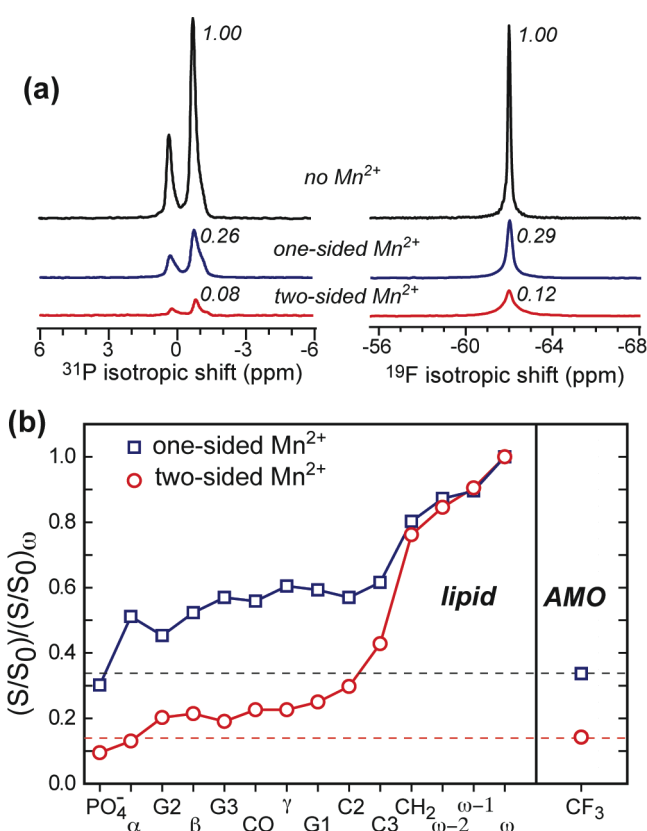 (a)
1.00
1.00
no Mn²⁺
0.26
one-sided Mn²⁺
0.29
0.08
two-sided Mn²⁺
0.12
6 3 0 -3 -6
-56 -60 -64 -68
³¹P isotropic shift (ppm)
¹⁹F isotropic shift (ppm)
(b)
one-sided Mn²⁺
two-sided Mn²⁺
1.0
0.8
0.6
0.4
0.2
0.0
(S/S₀)/(S/S₀)ω
lipid
AMO
PO₄⁻ G2 G3 γ C2 CH₂ ω−1 CF₃
α β CO G1 C3 ω−2 ω